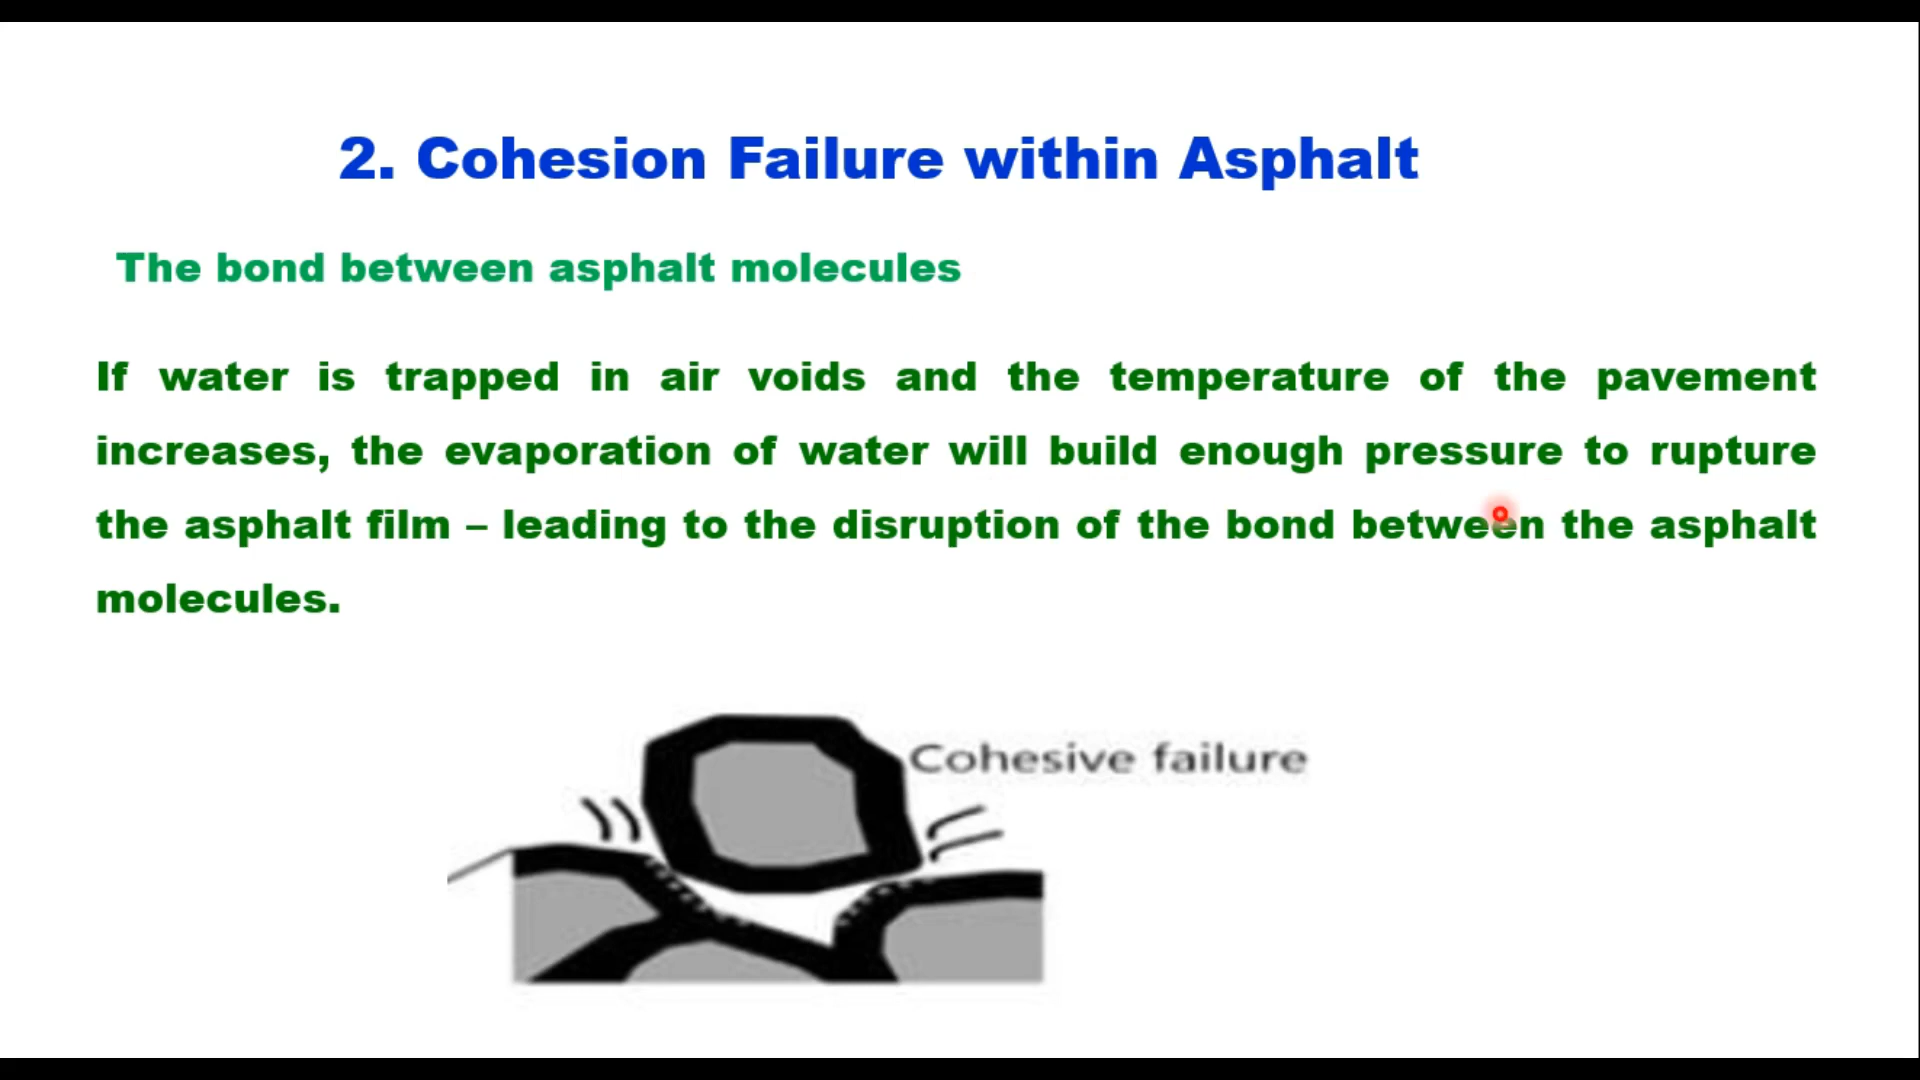 2. Cohesion Failure within Asphalt
The bond between asphalt molecules
If water is trapped in air voids and the temperature of the pavement
increases, the evaporation of water will build enough pressure to rupture
the asphalt film – leading to the disruption of the bond between the asphalt
molecules.
Cohesive failure